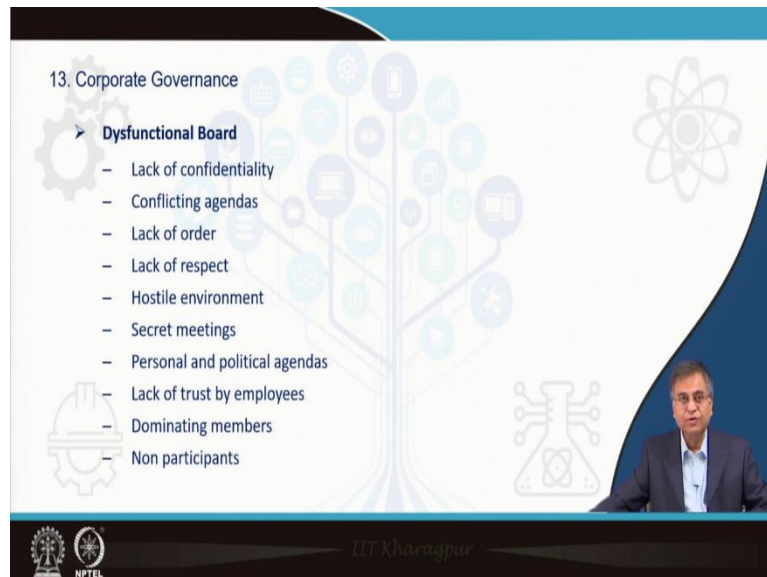 13. Corporate Governance
➢ Dysfunctional Board
– Lack of confidentiality
– Conflicting agendas
– Lack of order
– Lack of respect
– Hostile environment
– Secret meetings
– Personal and political agendas
– Lack of trust by employees
– Dominating members
– Non participants
IIT Kharagpur
NPTEL